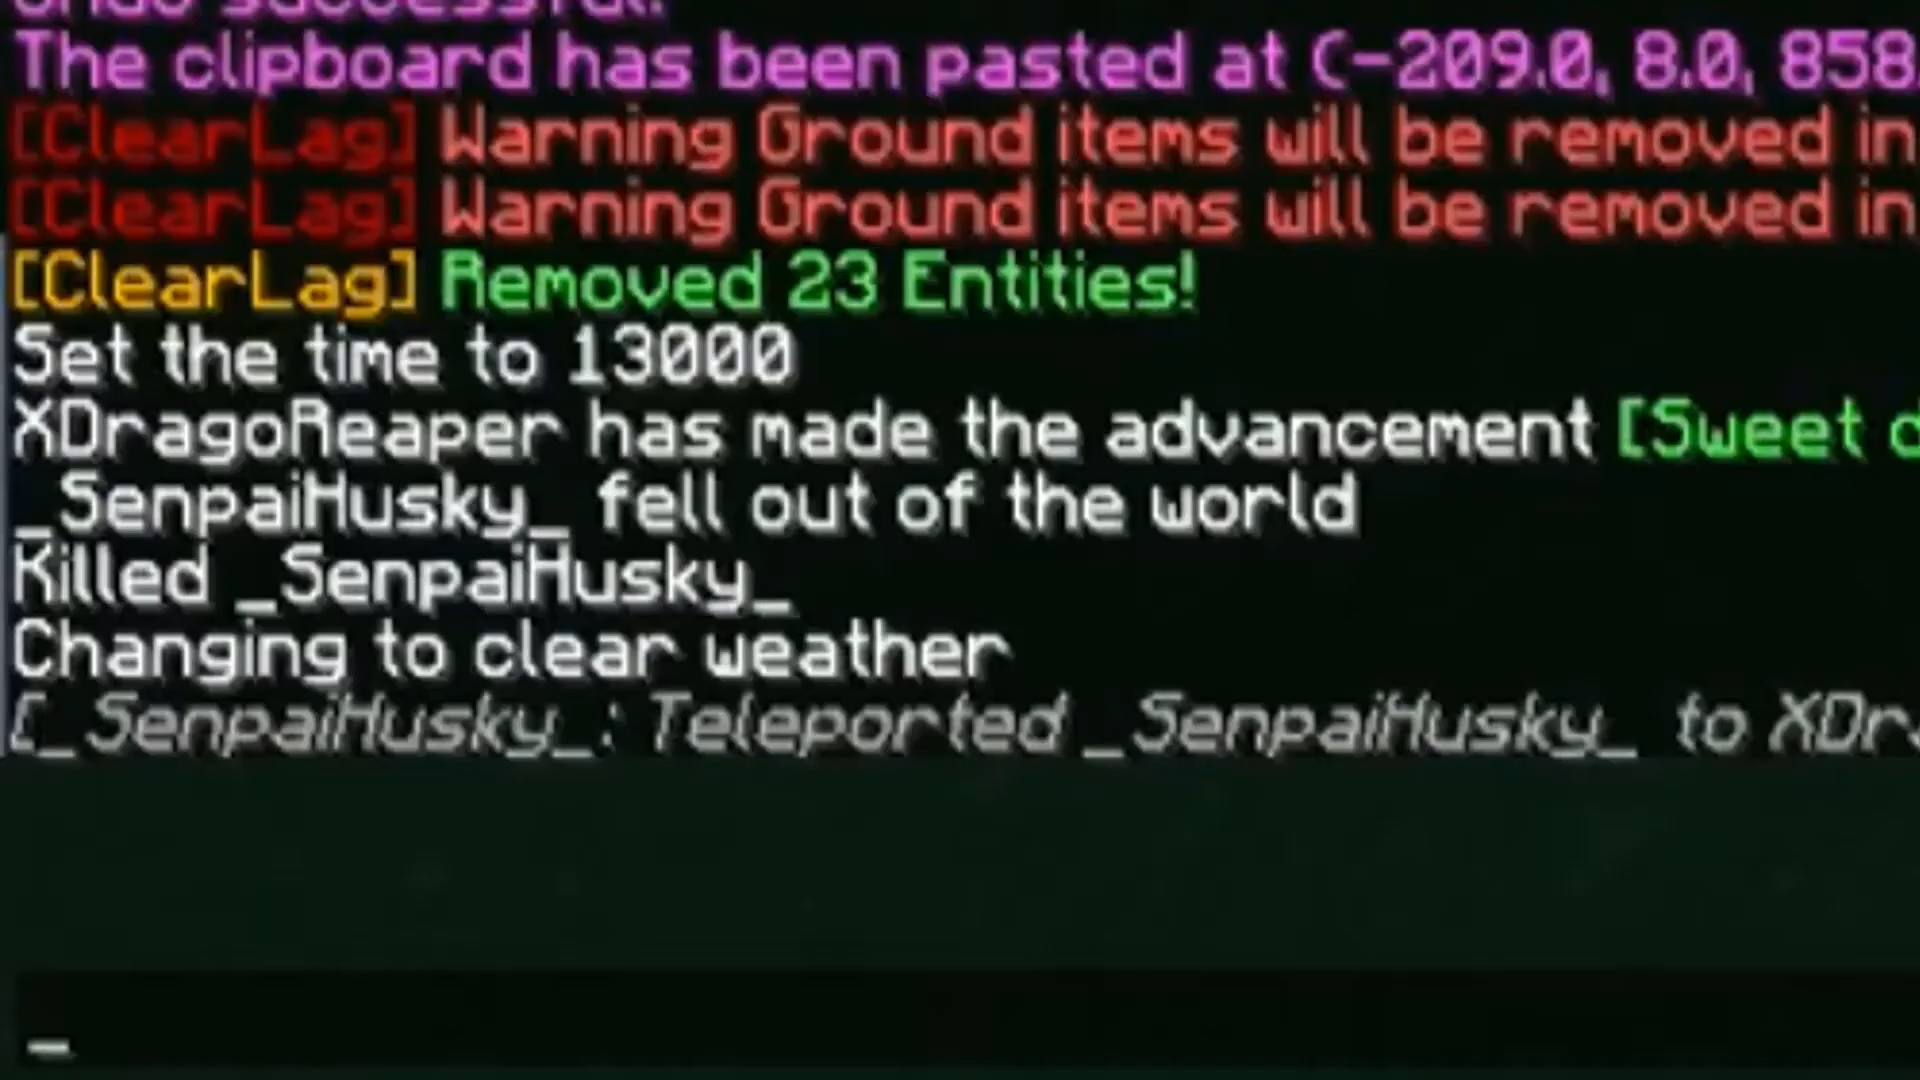 Undo successful.
The clipboard has been pasted at (-209.0, 8.0, 858.
[ClearLag] Warning Ground items will be removed in
[ClearLag] Warning Ground items will be removed in
[ClearLag] Removed 23 Entities!
Set the time to 13000
XDragoReaper has made the advancement [Sweet d
_SenpaiHusky_ fell out of the world
Killed _SenpaiHusky_
Changing to clear weather
[_SenpaiHusky_: Teleported _SenpaiHusky_ to XDra
_